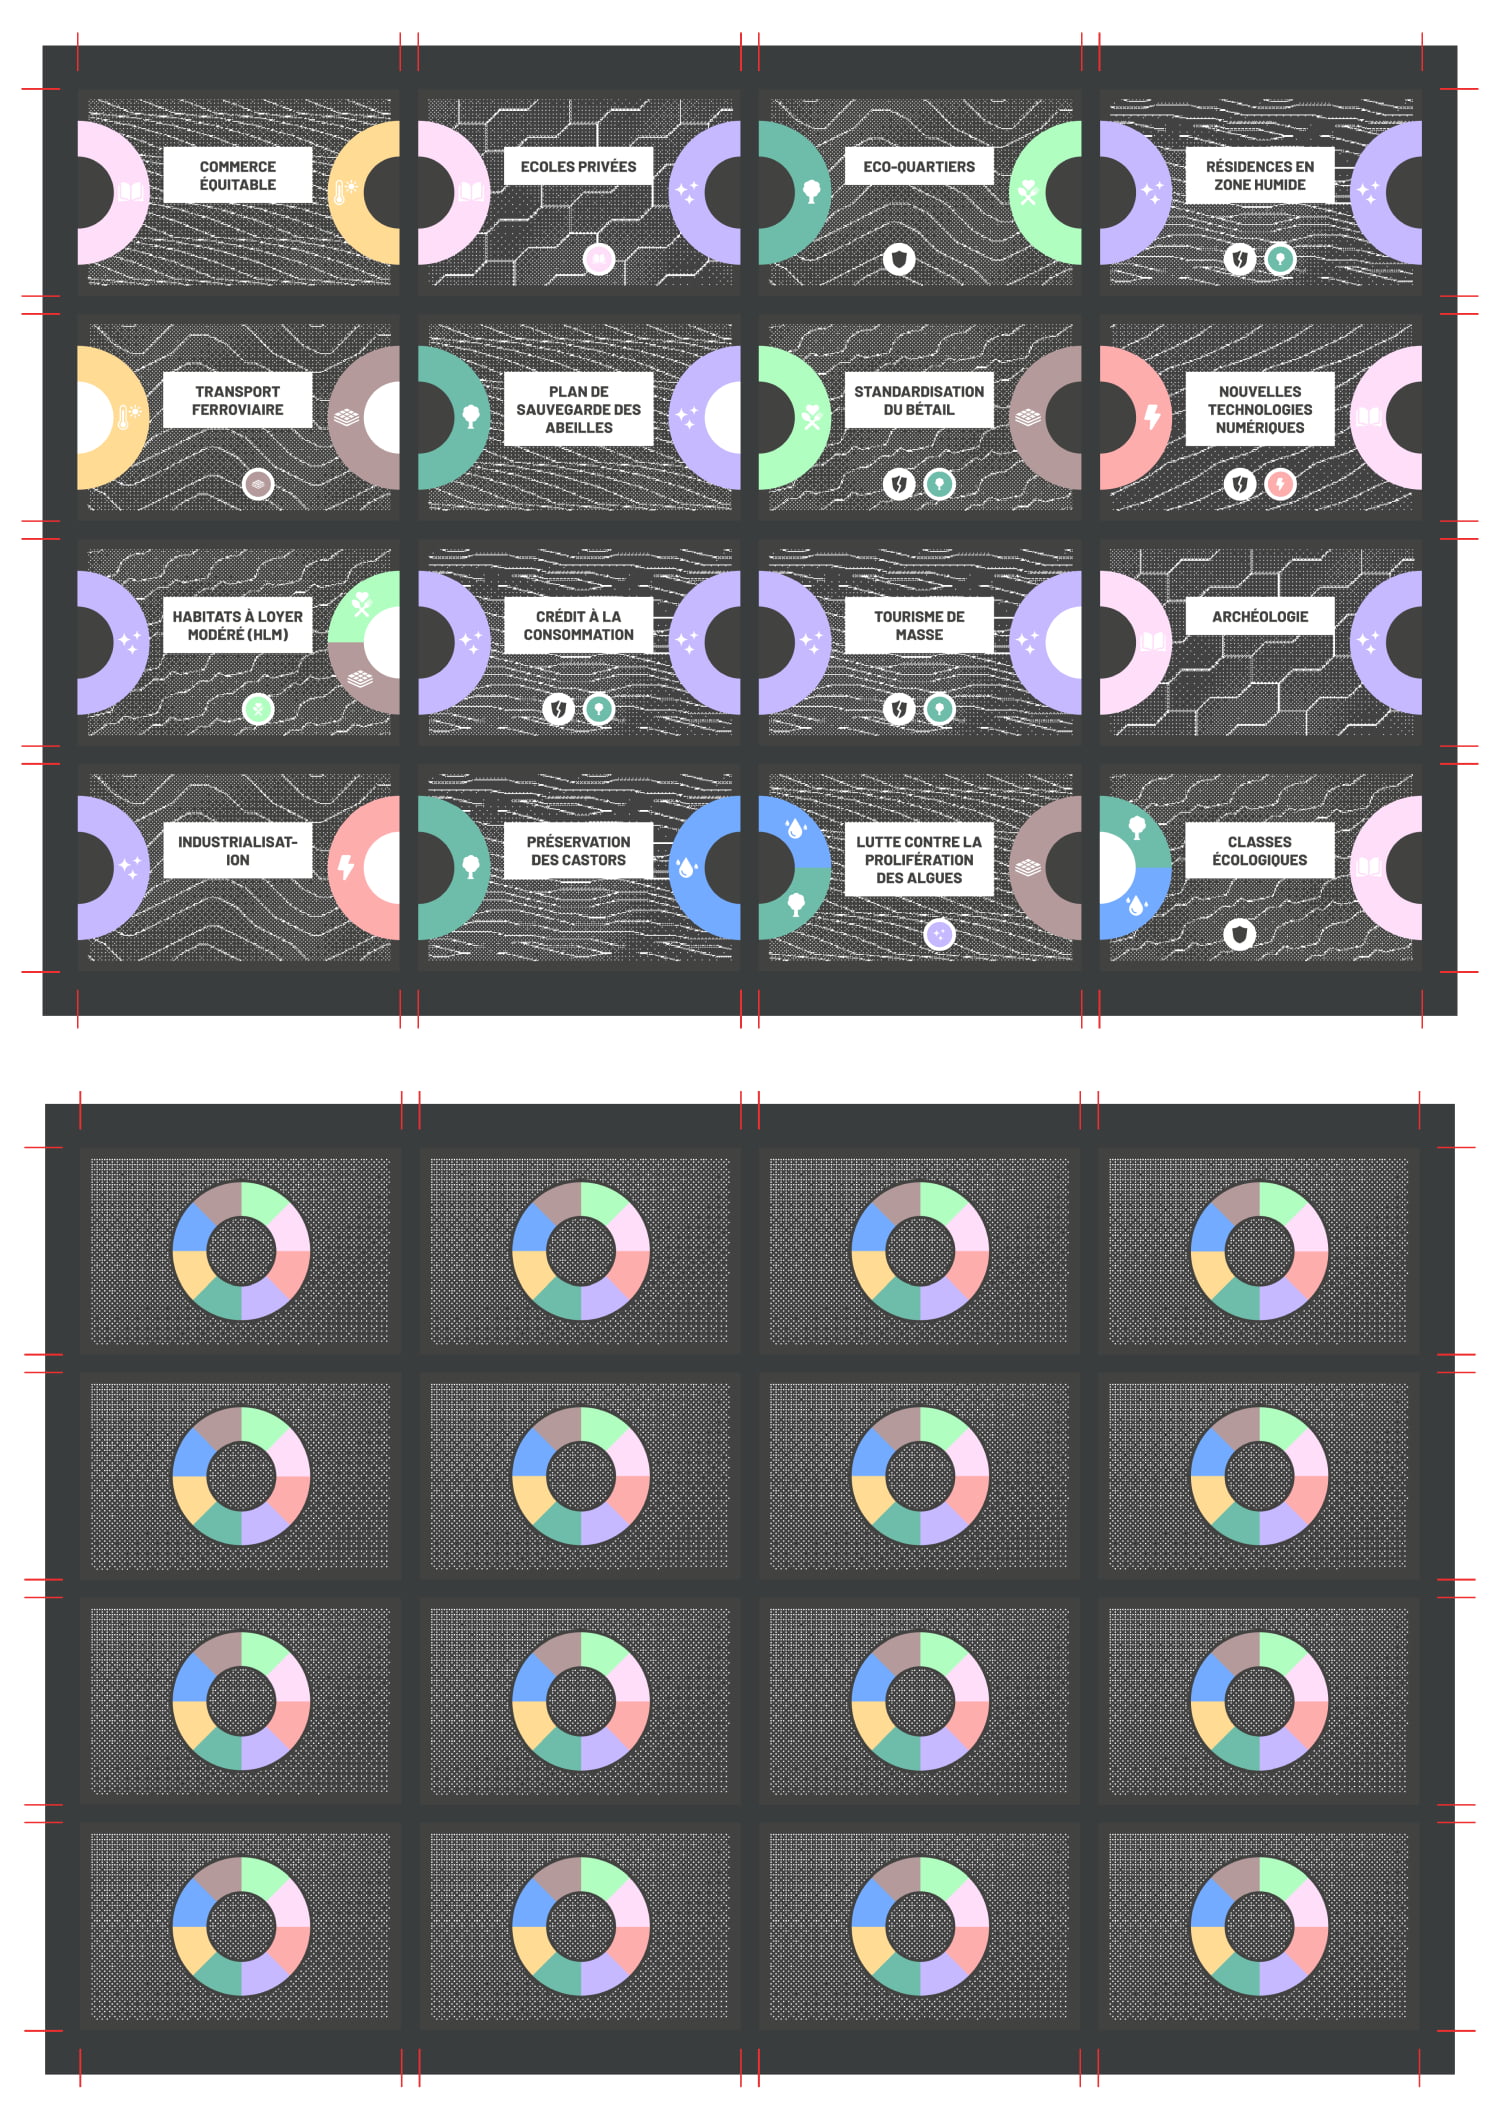 COMMERCE
ÉQUITABLE
ECOLES PRIVÉES
ECO-QUARTIERS
RÉSIDENCES EN
ZONE HUMIDE
TRANSPORT
FERROVIAIRE
PLAN DE
SAUVEGARDE DES
ABEILLES
STANDARDISATION
DU BÉTAIL
NOUVELLES
TECHNOLOGIES
NUMÉRIQUES
HABITATS À LOYER
MODÉRÉ (HLM)
CRÉDIT À LA
CONSOMMATION
TOURISME DE
MASSE
ARCHÉOLOGIE
INDUSTRIALISAT-
ION
PRÉSERVATION
DES CASTORS
LUTTE CONTRE LA
PROLIFÉRATION
DES ALGUES
CLASSES
ÉCOLOGIQUES